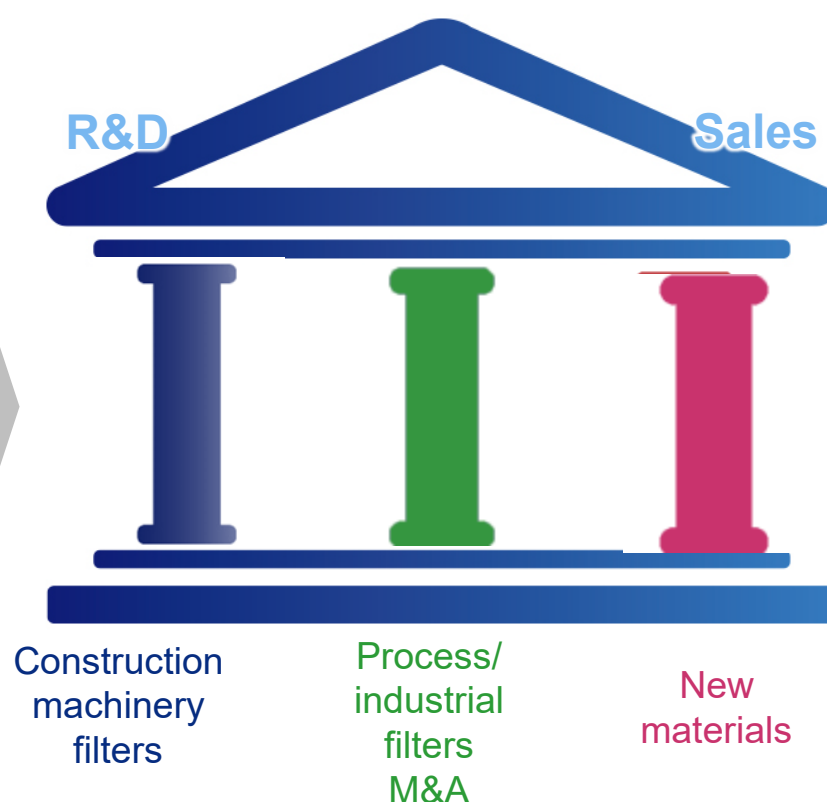 R&D
Sales
Construction
machinery
filters
Process/
industrial
filters
M&A
New
materials